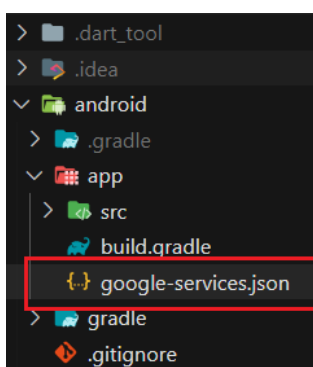 .dart_tool
.idea
android
.gradle
app
src
build.gradle
google-services.json
gradle
.gitignore